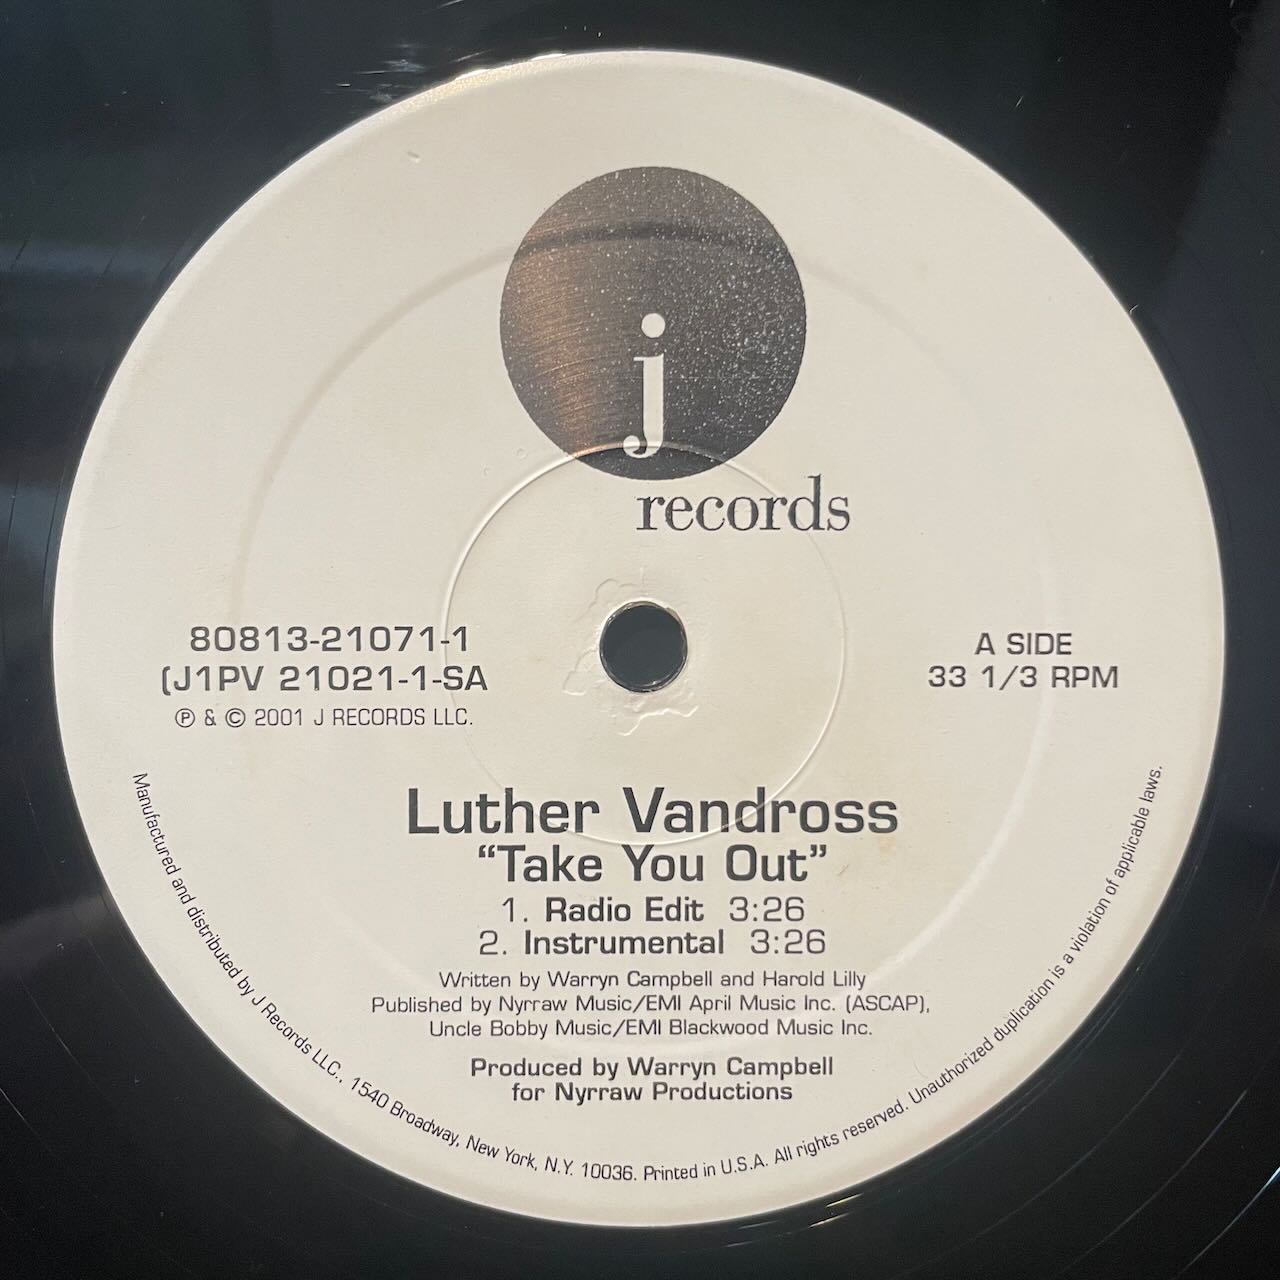 j
records
80813-21071-1
(J1PV 21021-1-SA
℗ & © 2001 J RECORDS LLC.
A SIDE
33 1/3 RPM
Luther Vandross
“Take You Out”
1. Radio Edit 3:26
2. Instrumental 3:26
Written by Warryn Campbell and Harold Lilly
Published by Nyrraw Music/EMI April Music Inc. (ASCAP),
Uncle Bobby Music/EMI Blackwood Music Inc.
Produced by Warryn Campbell
for Nyrraw Productions
Manufactured and distributed by J Records LLC., 1540 Broadway, New York, N.Y. 10036. Printed in U.S.A. All rights reserved. Unauthorized duplication is a violation of applicable laws.